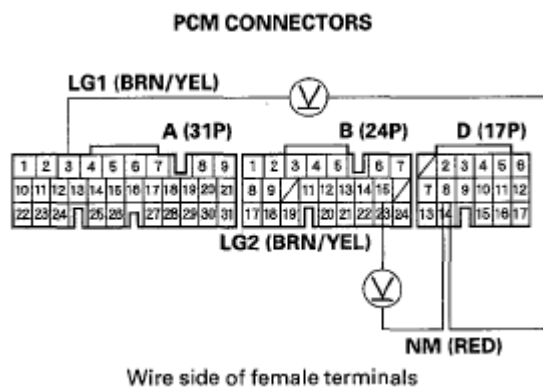 PCM CONNECTORS
LG1 (BRN/YEL)
V
A (31P) B (24P) D (17P)
1 2 3 4 5 6 7 8 9 1 2 3 4 5 6 7 2 3 4 5 6
10 11 12 13 14 15 16 17 18 19 20 21 8 9 11 12 13 14 15 7 8 9 10 11 12
22 23 24 25 26 27 28 29 30 31 17 18 19 20 21 22 23 24 13 14 15 16 17
LG2 (BRN/YEL)
V
NM (RED)
Wire side of female terminals